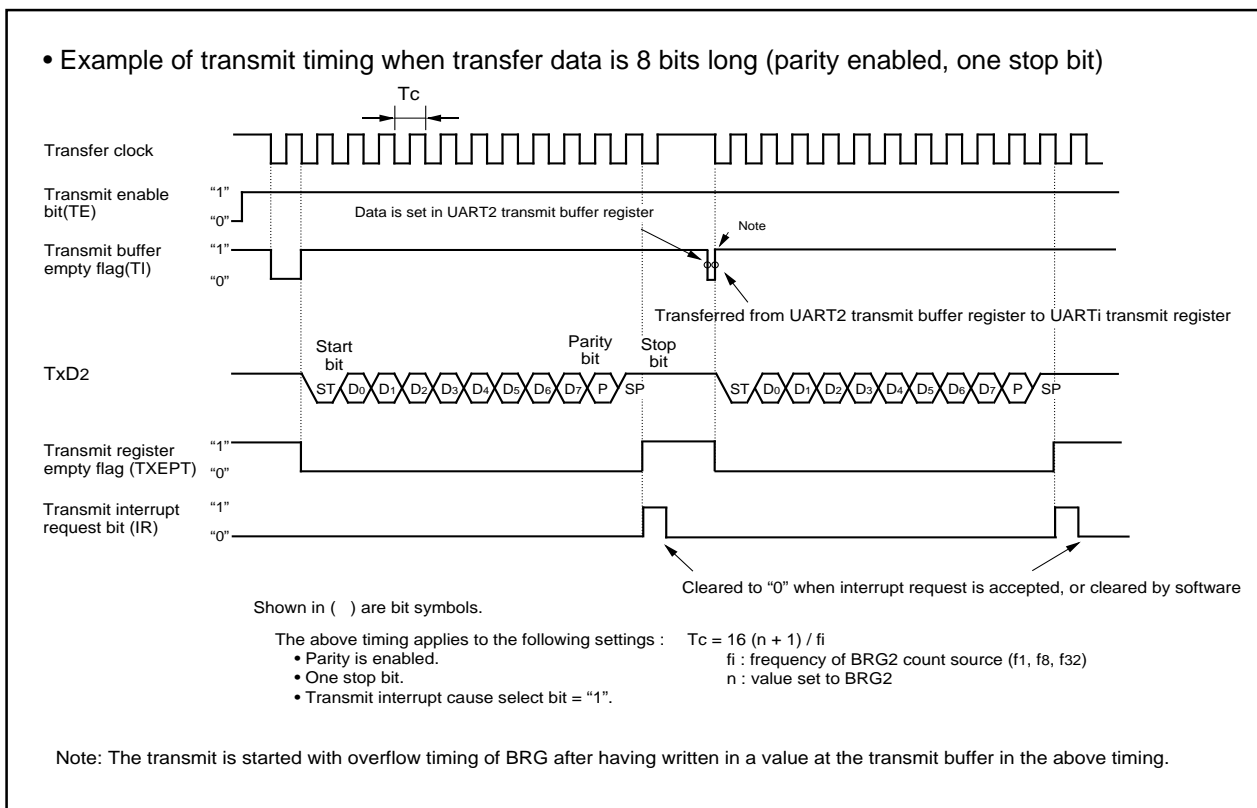 • Example of transmit timing when transfer data is 8 bits long (parity enabled, one stop bit)
Tc
Transfer clock
Transmit enable
bit(TE)
“1”
“0”
Data is set in UART2 transmit buffer register
Note
Transmit buffer
empty flag(TI)
“1”
“0”
Transferred from UART2 transmit buffer register to UARTi transmit register
Start
bit
Parity
bit
Stop
bit
TxD2
ST D0 D1 D2 D3 D4 D5 D6 D7 P SP
ST D0 D1 D2 D3 D4 D5 D6 D7 P SP
Transmit register
empty flag (TXEPT)
“1”
“0”
Transmit interrupt
request bit (IR)
“1”
“0”
Cleared to “0” when interrupt request is accepted, or cleared by software
Shown in ( ) are bit symbols.
The above timing applies to the following settings :
• Parity is enabled.
• One stop bit.
• Transmit interrupt cause select bit = “1”.
Tc = 16 (n + 1) / fi
fi : frequency of BRG2 count source (f1, f8, f32)
n : value set to BRG2
Note: The transmit is started with overflow timing of BRG after having written in a value at the transmit buffer in the above timing.